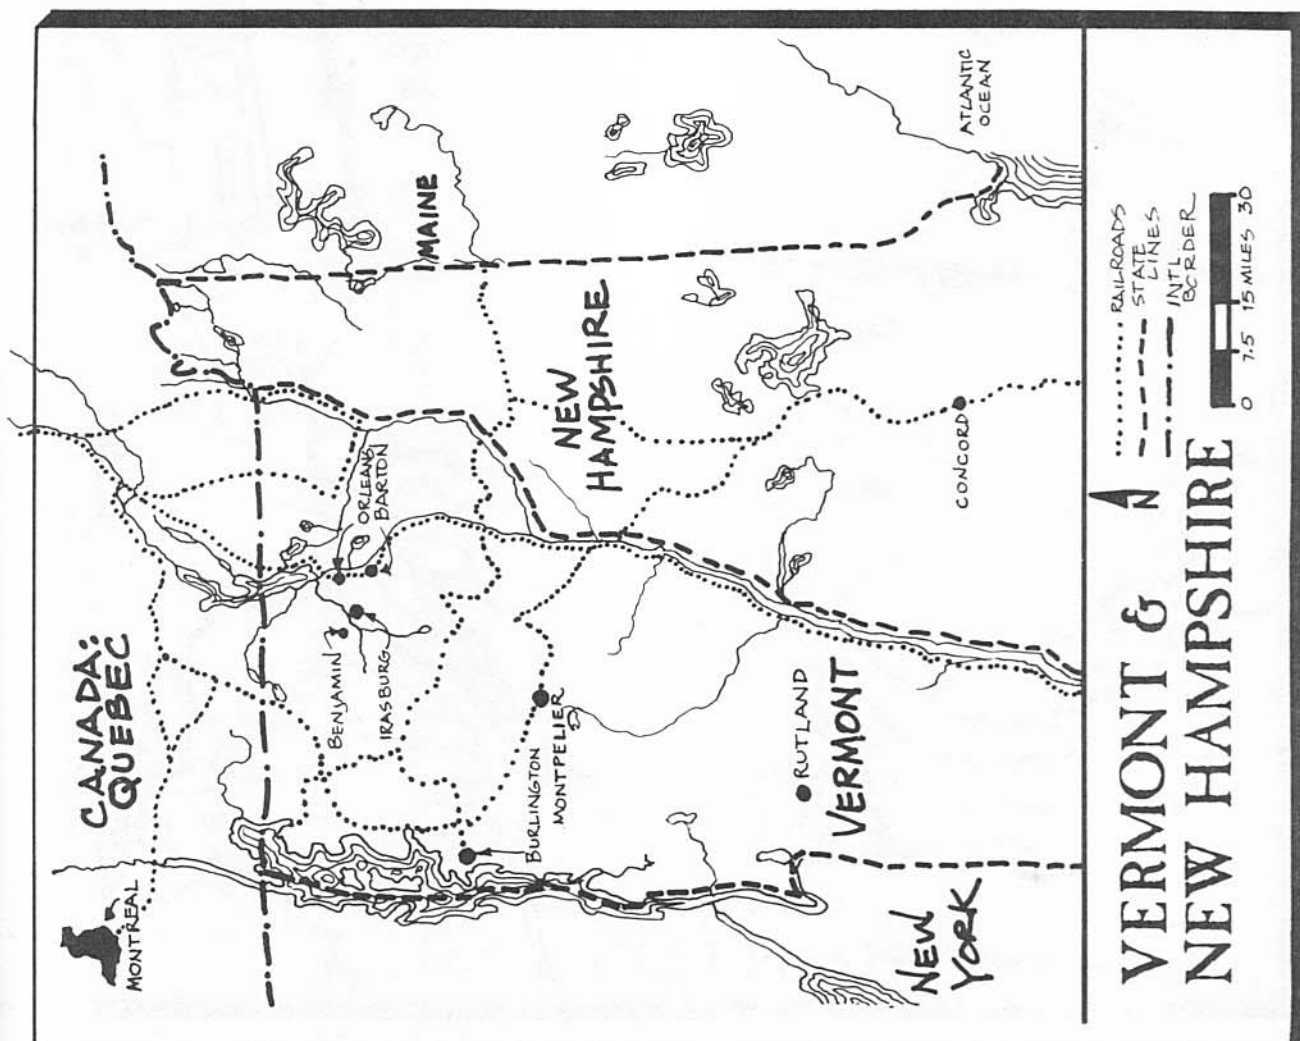 CANADA:
QUEBEC
MONTREAL
MAINE
ORLEANS
BARTON
BENJAMIN
IRASBURG
NEW
HAMPSHIRE
BURLINGTON
MONTPELIER
RUTLAND
VERMONT
CONCORD
ATLANTIC
OCEAN
NEW
YORK
VERMONT &
NEW HAMPSHIRE
N
RAILROADS
STATE
LINES
INT'L
BORDER
0 7.5 15 MILES 30